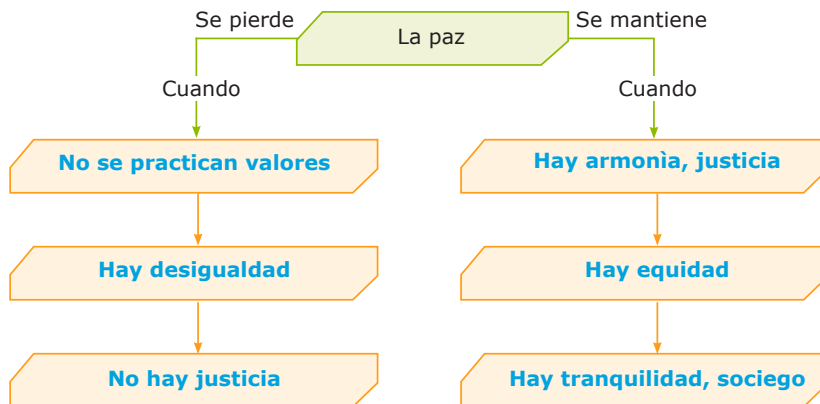 Se pierde
La paz
Se mantiene
Cuando
Cuando
No se practican valores
Hay armonìa, justicia
Hay desigualdad
Hay equidad
No hay justicia
Hay tranquilidad, sociego